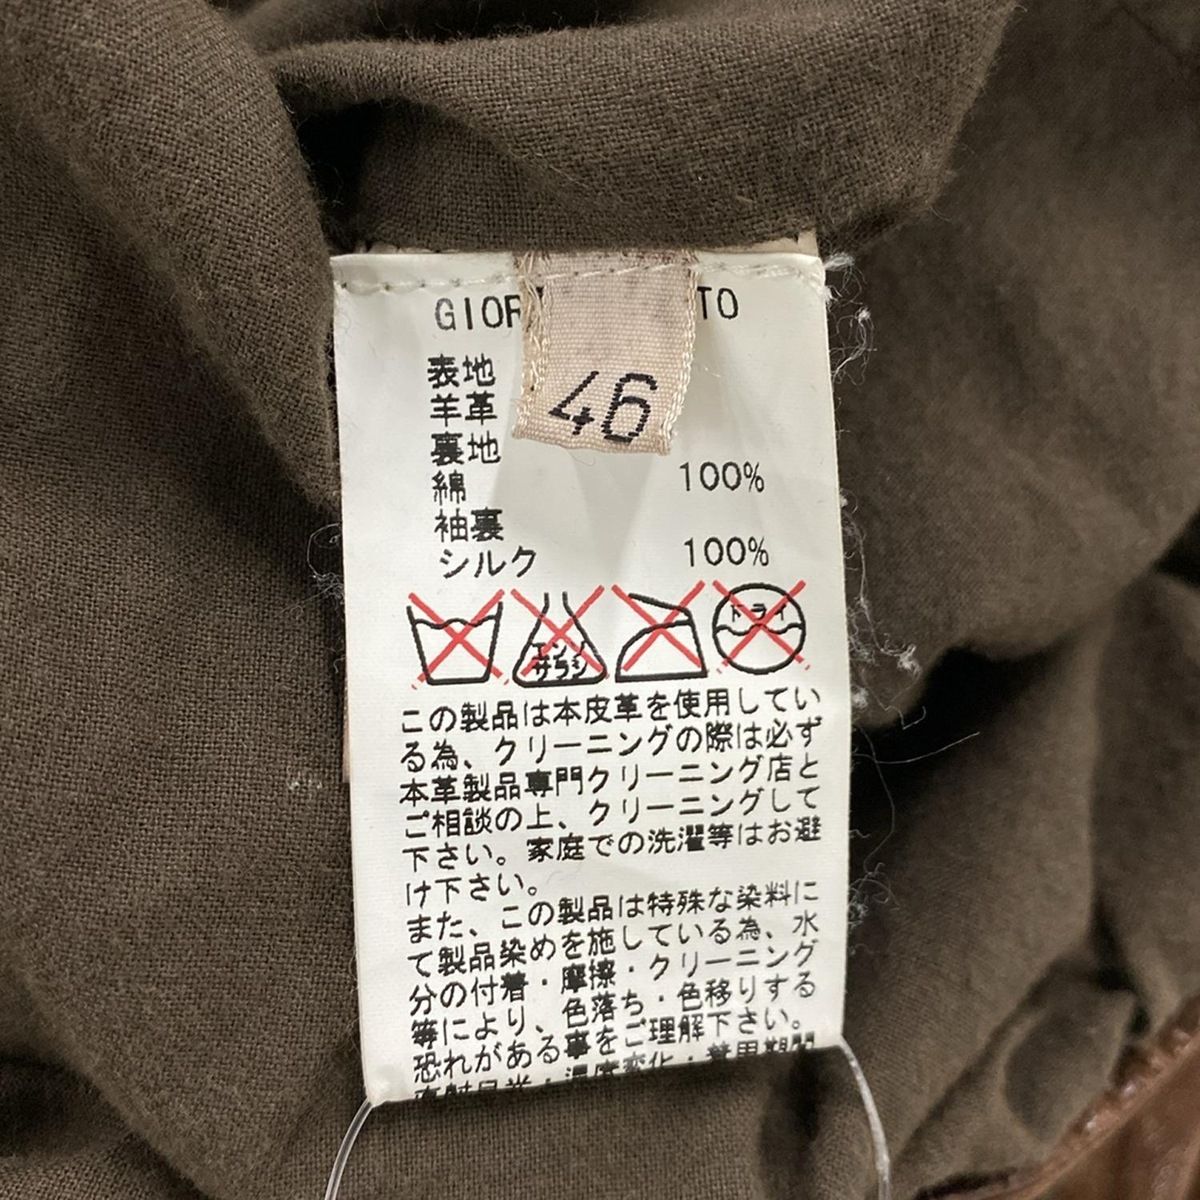 46
表地
羊革
裏地
綿 100%
袖裏
シルク 100%
エンソ
サラシ
ドライ
この製品は本皮革を使用してい
る為、クリーニングの際は必ず
本革製品専門クリーニング店と
ご相談の上、クリーニングして
下さい。家庭での洗濯等はお避
け下さい。
また、この製品は特殊な染料に
て製品染めを施している為、水
分の付着・摩擦・クリーニング
等により、色落ち・色移りする
恐れがある事をご理解下さい。